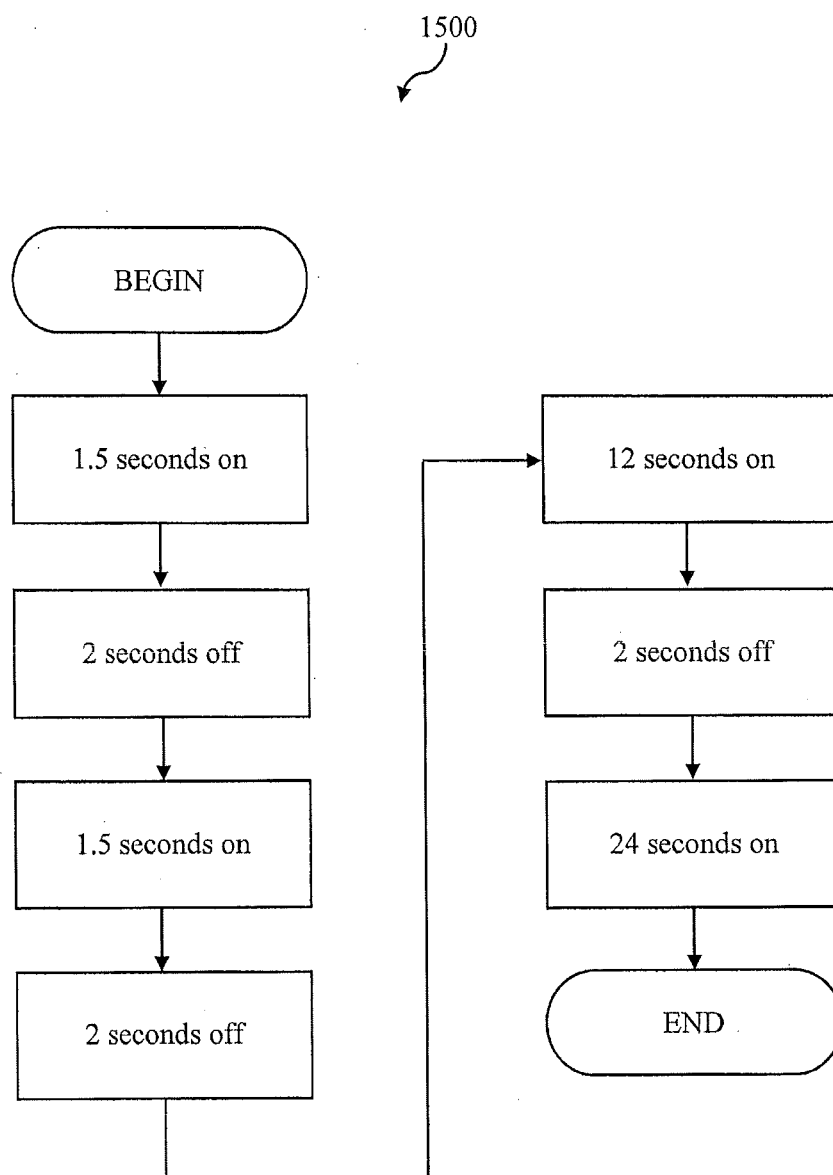 1500
BEGIN
1.5 seconds on
2 seconds off
1.5 seconds on
2 seconds off
12 seconds on
2 seconds off
24 seconds on
END